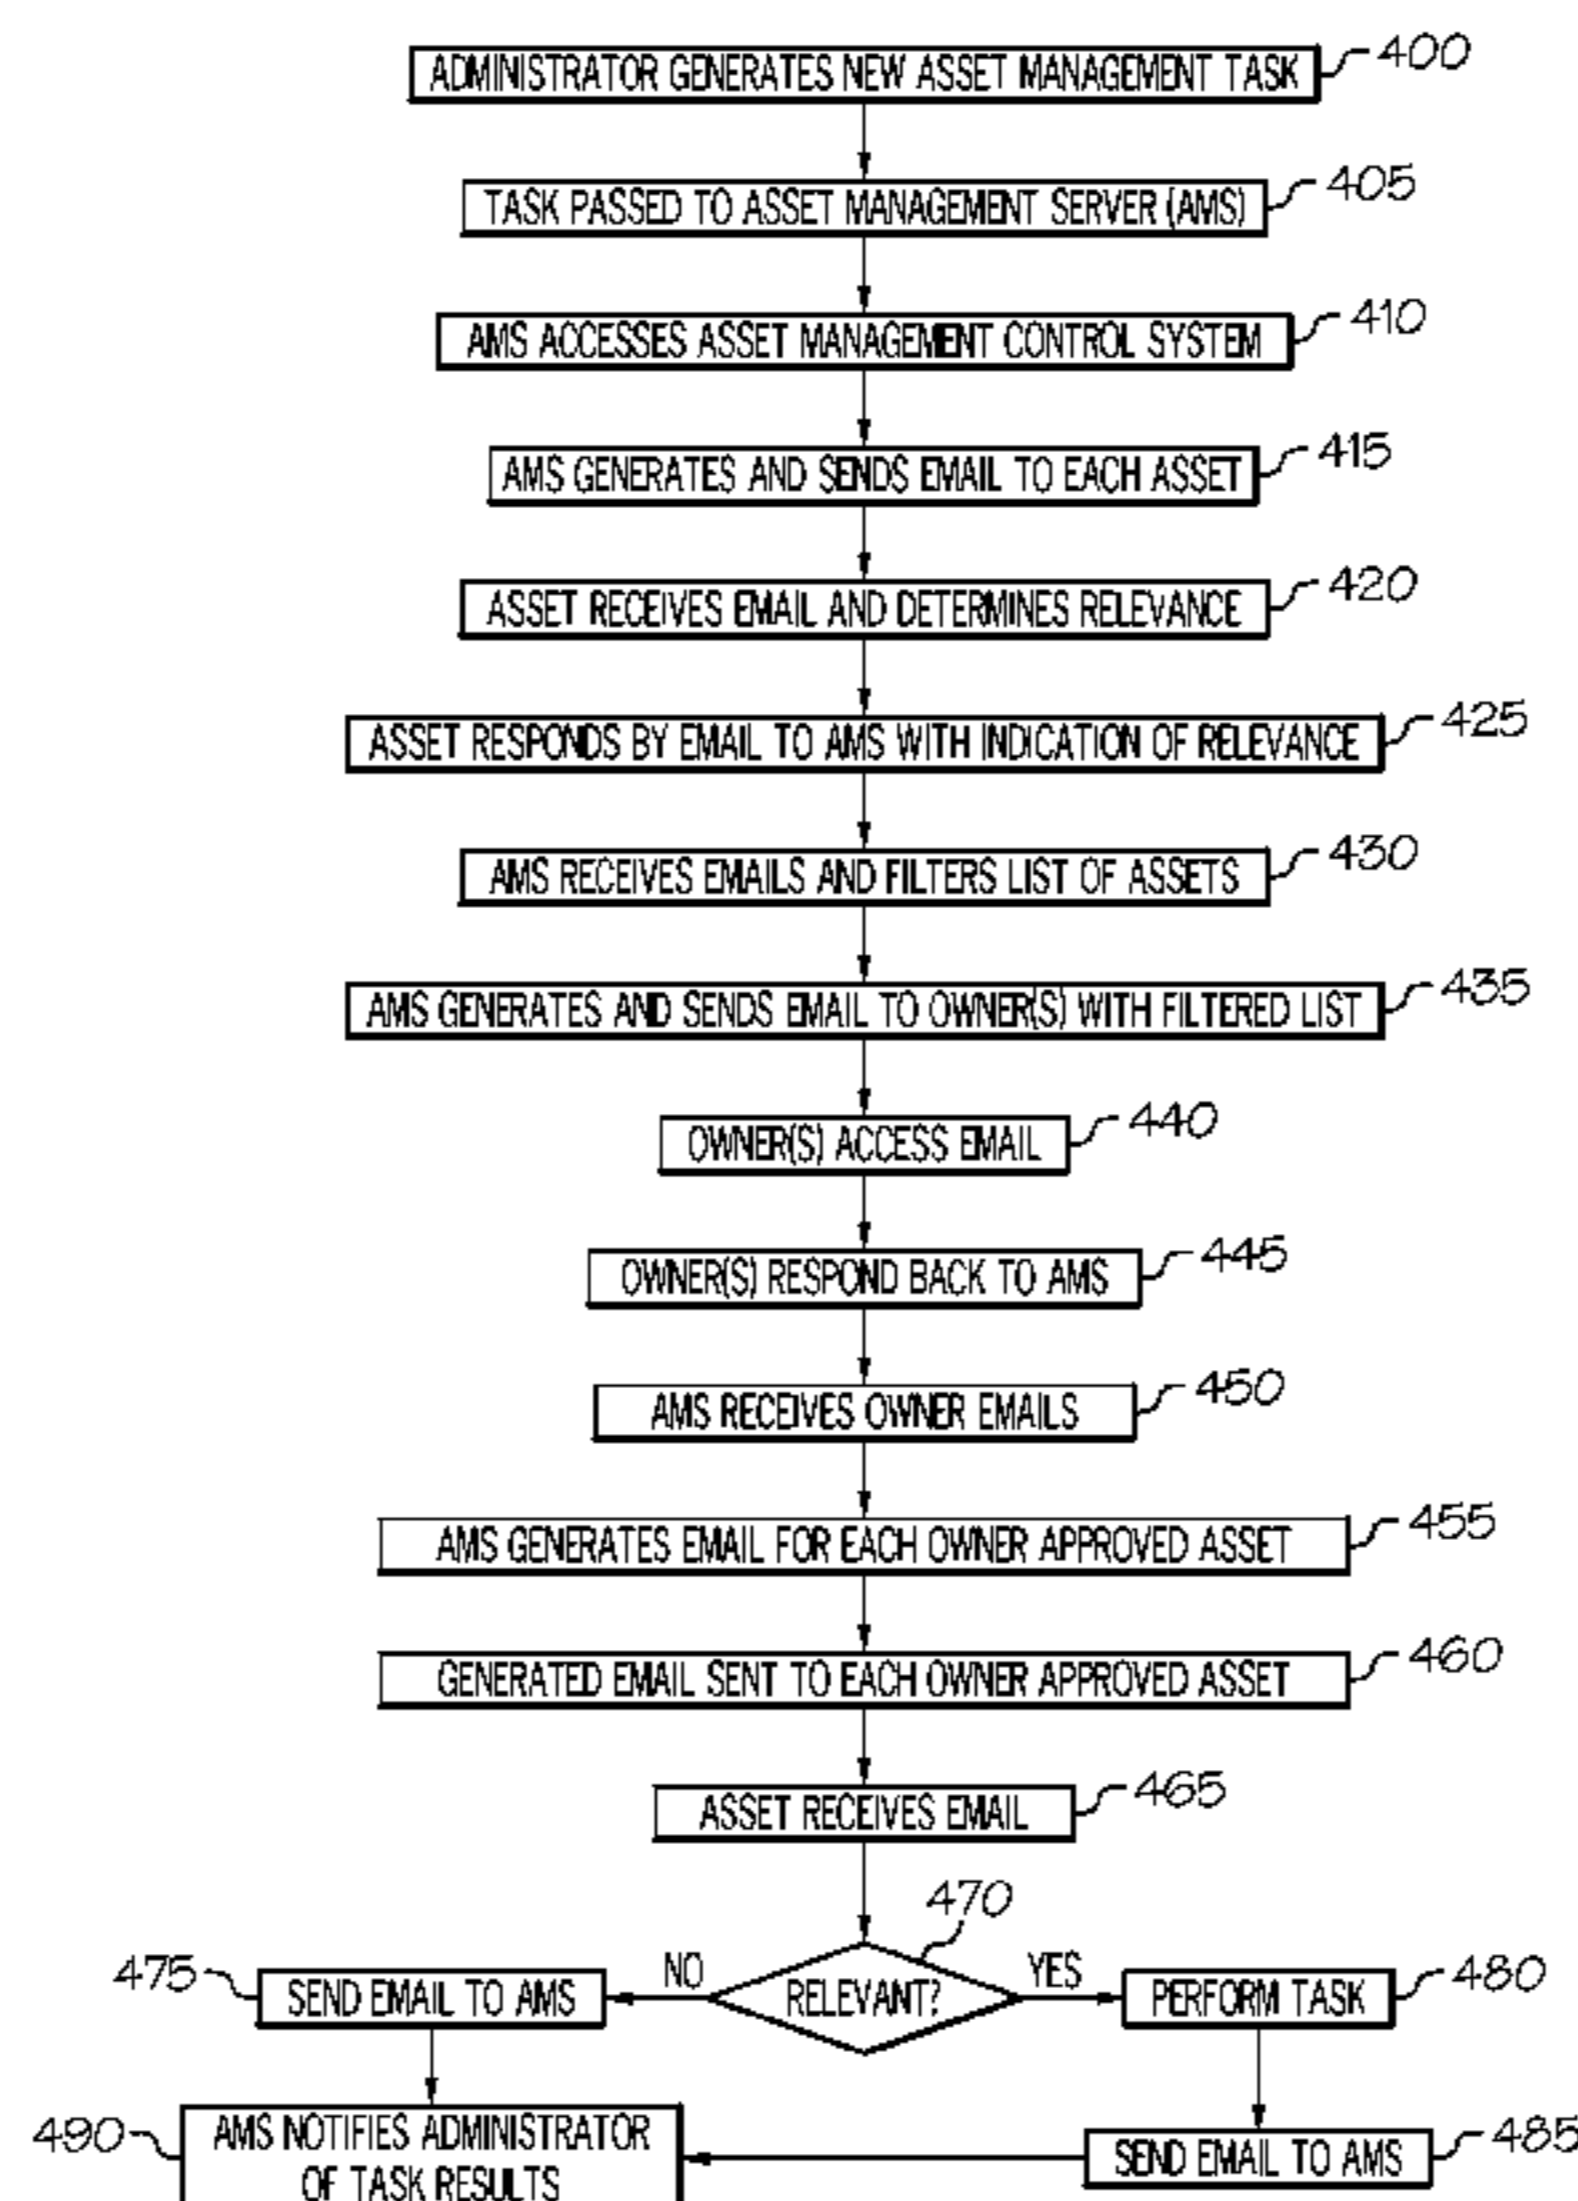 ADMINISTRATOR GENERATES NEW ASSET MANAGEMENT TASK 400
TASK PASSED TO ASSET MANAGEMENT SERVER (AMS) 405
AMS ACCESSES ASSET MANAGEMENT CONTROL SYSTEM 410
AMS GENERATES AND SENDS EMAIL TO EACH ASSET 415
ASSET RECEIVES EMAIL AND DETERMINES RELEVANCE 420
ASSET RESPONDS BY EMAIL TO AMS WITH INDICATION OF RELEVANCE 425
AMS RECEIVES EMAILS AND FILTERS LIST OF ASSETS 430
AMS GENERATES AND SENDS EMAIL TO OWNER(S) WITH FILTERED LIST 435
OWNER(S) ACCESS EMAIL 440
OWNER(S) RESPOND BACK TO AMS 445
AMS RECEIVES OWNER EMAILS 450
AMS GENERATES EMAIL FOR EACH OWNER APPROVED ASSET 455
GENERATED EMAIL SENT TO EACH OWNER APPROVED ASSET 460
ASSET RECEIVES EMAIL 465
470
475 SEND EMAIL TO AMS NO RELEVANT? YES PERFORM TASK 480
490 AMS NOTIFIES ADMINISTRATOR
OF TASK RESULTS
SEND EMAIL TO AMS 485